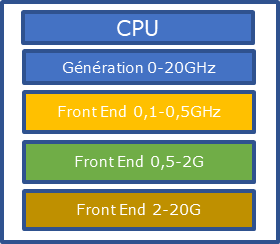 CPU
Génération 0-20GHz
Front End 0,1-0,5GHz
Front End 0,5-2G
Front End 2-20G